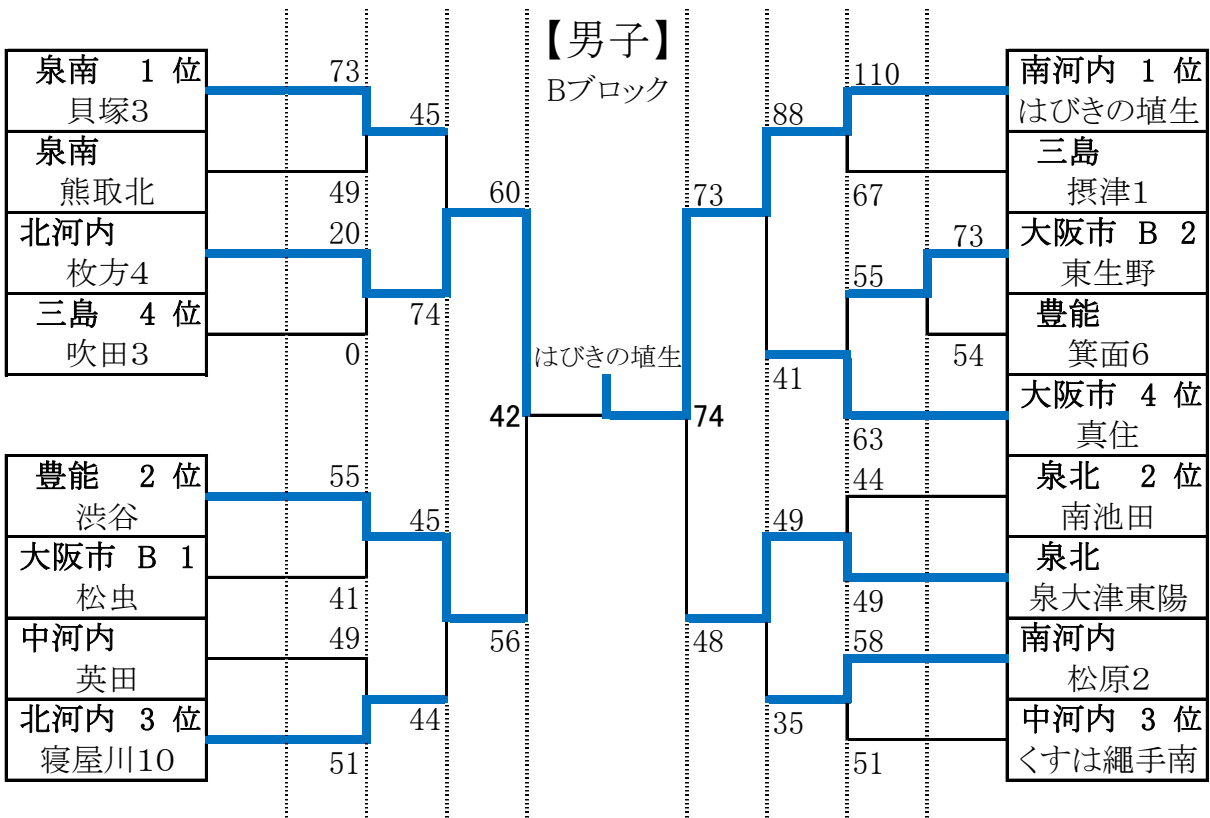 【男子】
Bブロック
泉南 1 位
貝塚3
泉南
熊取北
北河内
枚方4
三島 4 位
吹田3
豊能 2 位
渋谷
大阪市 B 1
松虫
中河内
英田
北河内 3 位
寝屋川10
73
49
20
0
55
41
49
51
45
74
45
44
60
56
42
はびきの埴生
74
73
48
88
41
49
35
110
67
55
63
44
49
58
51
73
54
南河内 1 位
はびきの埴生
三島
摂津1
大阪市 B 2
東生野
豊能
箕面6
大阪市 4 位
真住
泉北 2 位
南池田
泉北
泉大津東陽
南河内
松原2
中河内 3 位
くすは縄手南